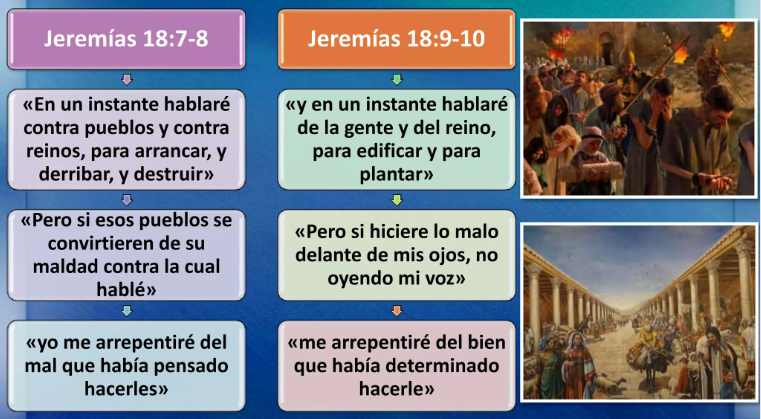 Jeremías 18:7-8
«En un instante hablaré
contra pueblos y contra
reinos, para arrancar, y
derribar, y destruir»
«Pero si esos pueblos se
convirtieren de su
maldad contra la cual
hablé»
«yo me arrepentiré del
mal que había pensado
hacerles»
Jeremías 18:9-10
«y en un instante hablaré
de la gente y del reino,
para edificar y para
plantar»
«Pero si hiciere lo malo
delante de mis ojos, no
oyendo mi voz»
«me arrepentiré del bien
que había determinado
hacerle»